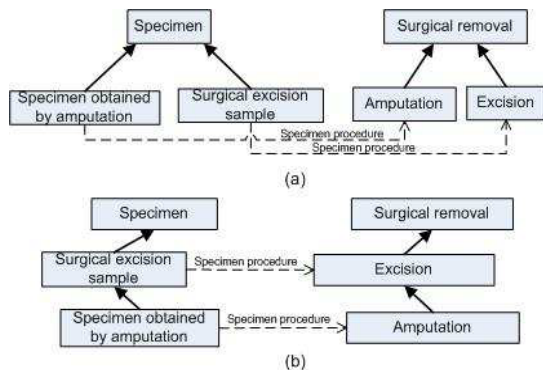 Specimen
Surgical removal
Specimen obtained
by amputation
Surgical excision
sample
Amputation
Excision
Specimen procedure
Specimen procedure
(a)
Specimen
Surgical removal
Surgical excision
sample
Specimen procedure
Excision
Specimen obtained
by amputation
Specimen procedure
Amputation
(b)